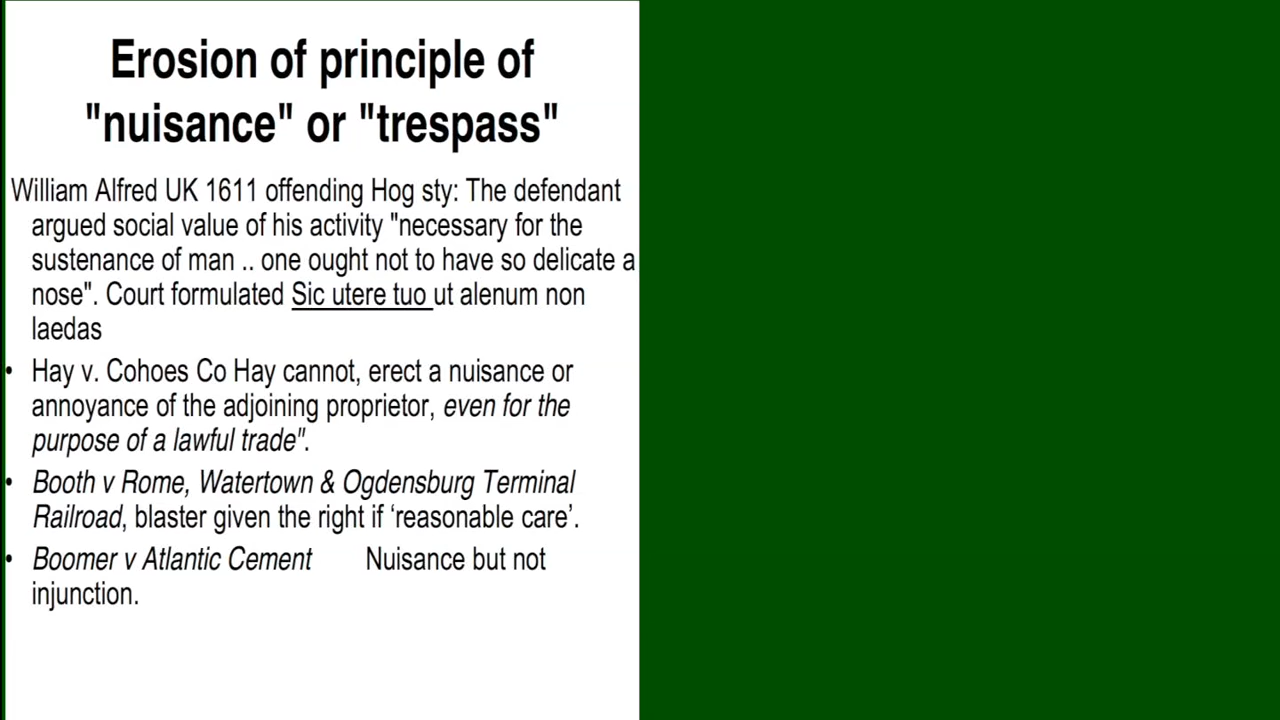 Erosion of principle of
"nuisance" or "trespass"
William Alfred UK 1611 offending Hog sty: The defendant
argued social value of his activity "necessary for the
sustenance of man .. one ought not to have so delicate a
nose". Court formulated Sic utere tuo ut alenum non
laedas
• Hay v. Cohoes Co Hay cannot, erect a nuisance or
annoyance of the adjoining proprietor, even for the
purpose of a lawful trade".
• Booth v Rome, Watertown & Ogdensburg Terminal
Railroad, blaster given the right if ‘reasonable care’.
• Boomer v Atlantic Cement Nuisance but not
injunction.